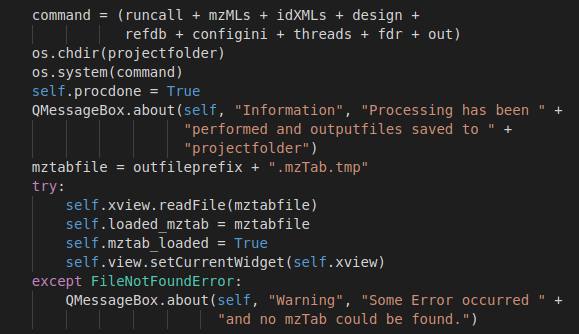 command = (runcall + mzMLs + idXMLs + design +
refdb + configini + threads + fdr + out)
os.chdir(projectfolder)
os.system(command)
self.procdone = True
QMessageBox.about(self, "Information", "Processing has been " +
"performed and outputfiles saved to " +
"projectfolder")
mztabfile = outfileprefix + ".mzTab.tmp"
try:
self.xview.readFile(mztabfile)
self.loaded_mztab = mztabfile
self.mztab_loaded = True
self.view.setCurrentWidget(self.xview)
except FileNotFoundError:
QMessageBox.about(self, "Warning", "Some Error occurred " +
"and no mzTab could be found.")